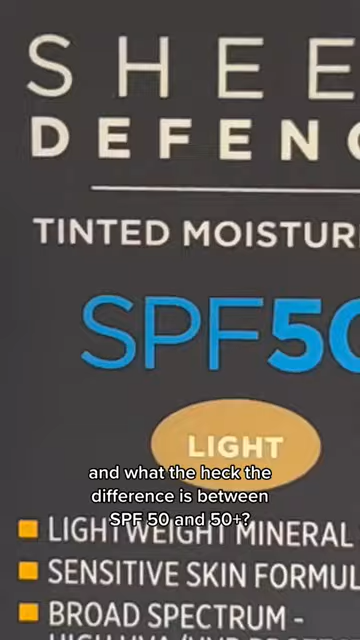 SHEE
DEFENC
TINTED MOISTUR
SPF50
LIGHT
and what the heck the
difference is between
SPF 50 and 50+?
LIGHTWEIGHT MINERAL
SENSITIVE SKIN FORMUL
BROAD SPECTRUM -